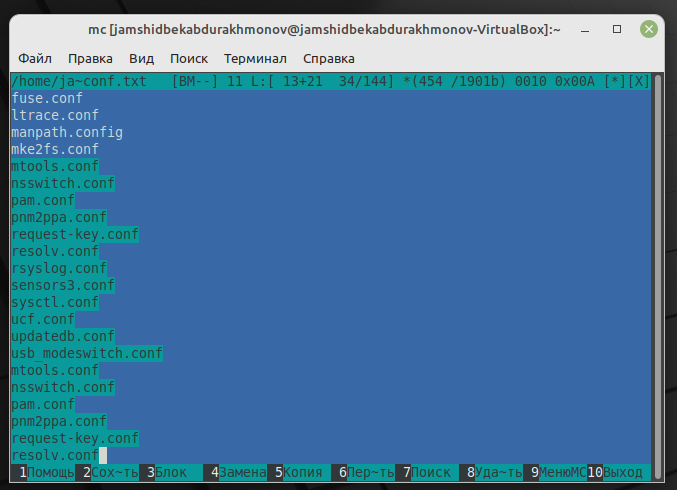 mc [jamshidbekabdurakhmonov@jamshidbekabdurakhmonov-VirtualBox]:~
Файл Правка Вид Поиск Терминал Справка
/home/ja~conf.txt [BM--] 11 L:[ 13+21 34/144] *(454 /1901b) 0010 0x00A [*][X]
fuse.conf
ltrace.conf
manpath.config
mke2fs.conf
mtools.conf
nsswitch.conf
pam.conf
pnm2ppa.conf
request-key.conf
resolv.conf
rsyslog.conf
sensors3.conf
sysctl.conf
ucf.conf
updatedb.conf
usb_modeswitch.conf
mtools.conf
nsswitch.conf
pam.conf
pnm2ppa.conf
request-key.conf
resolv.conf
1Помощь 2Сох~ть 3Блок 4Замена 5Копия 6Пер~ть 7Поиск 8Уда~ть 9МенюMC 10Выход